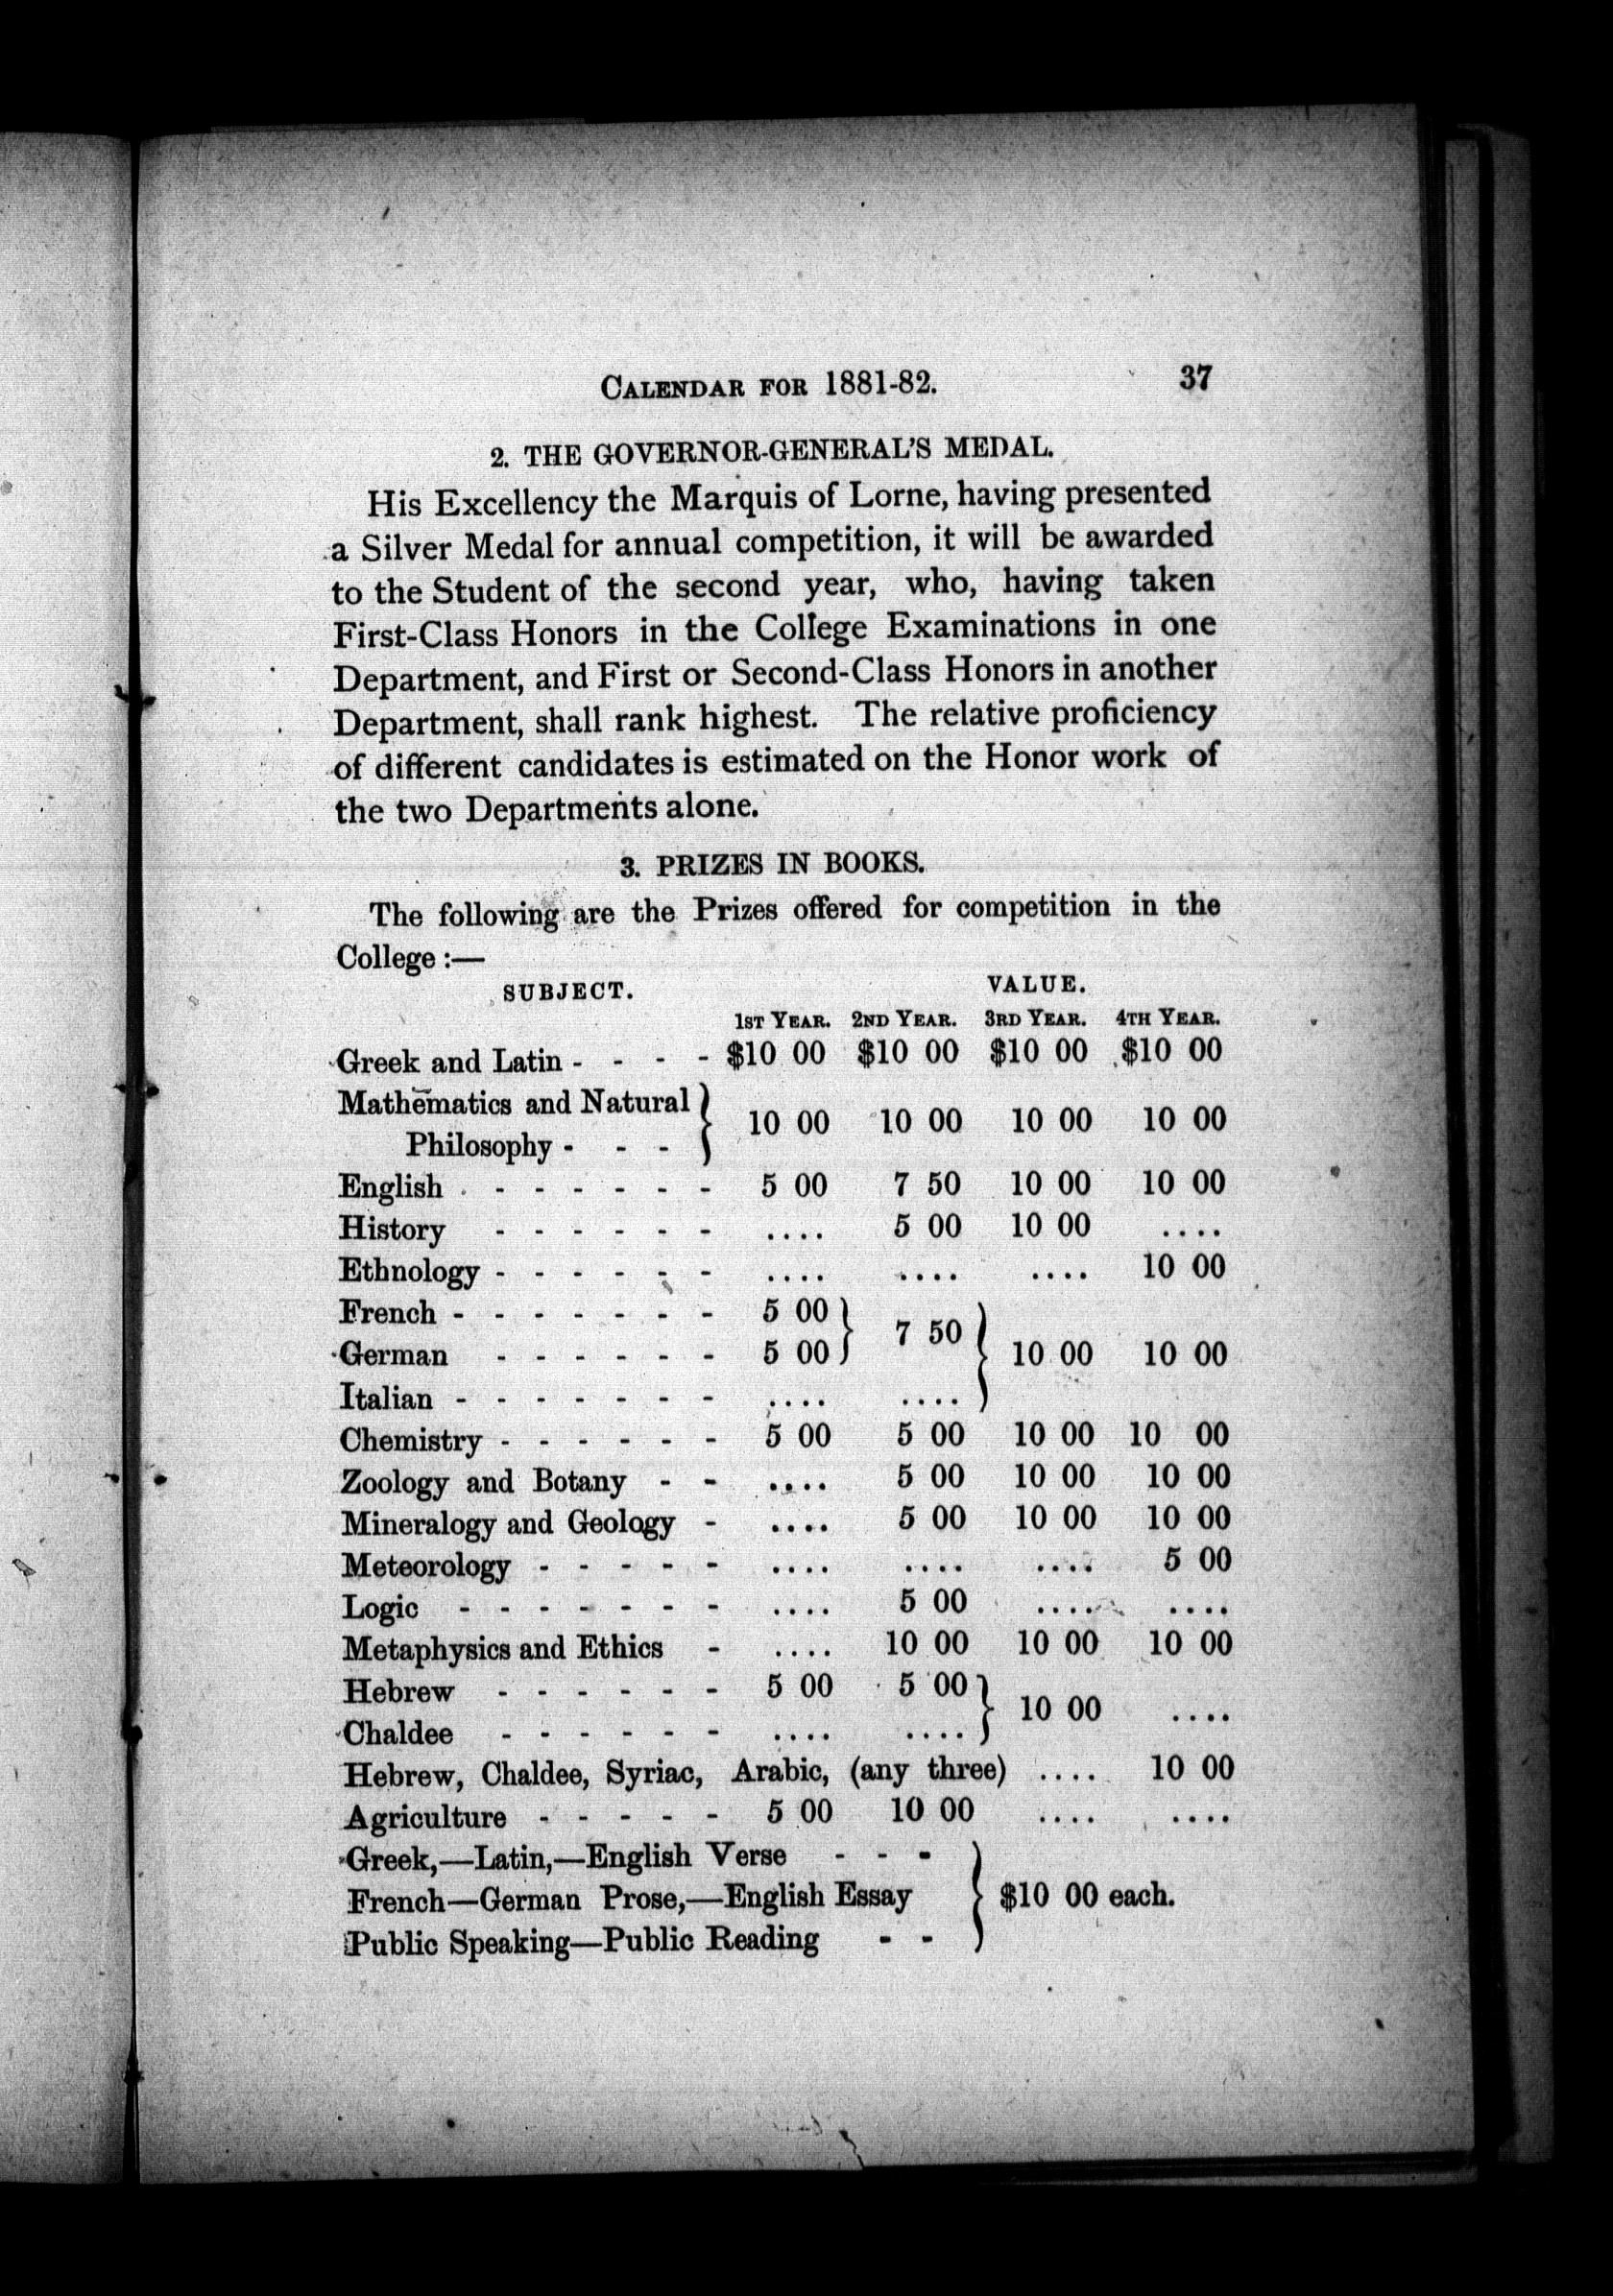 CALENDAR FOR 1881-82. 37
2. THE GOVERNOR-GENERAL'S MEDAL.
His Excellency the Marquis of Lorne, having presented
a Silver Medal for annual competition, it will be awarded
to the Student of the second year, who, having taken
First-Class Honors in the College Examinations in one
Department, and First or Second-Class Honors in another
Department, shall rank highest. The relative proficiency
of different candidates is estimated on the Honor work of
the two Departments alone.
3. PRIZES IN BOOKS.
The following are the Prizes offered for competition in the
College :—
SUBJECT. VALUE.
1ST YEAR. 2ND YEAR. 3RD YEAR. 4TH YEAR.
Greek and Latin - - - - $10 00 $10 00 $10 00 $10 00
Mathematics and Natural
Philosophy - - - } 10 00 10 00 10 00 10 00
English - - - - - - 5 00 7 50 10 00 10 00
History - - - - - - .... 5 00 10 00 ....
Ethnology - - - - - - .... .... .... 10 00
French - - - - - - - 5 00 } 7 50
German - - - - - - 5 00 } 10 00 10 00
Italian - - - - - - - .... ....
Chemistry - - - - - - 5 00 5 00 10 00 10 00
Zoology and Botany - - .... 5 00 10 00 10 00
Mineralogy and Geology - .... 5 00 10 00 10 00
Meteorology - - - - - .... .... .... 5 00
Logic - - - - - - - .... 5 00 .... ....
Metaphysics and Ethics - .... 10 00 10 00 10 00
Hebrew - - - - - - 5 00 5 00 } 10 00 ....
Chaldee - - - - - - .... ....
Hebrew, Chaldee, Syriac, Arabic, (any three) .... 10 00
Agriculture - - - - - 5 00 10 00 .... ....
Greek,—Latin,—English Verse - - -
French—German Prose,—English Essay } $10 00 each.
Public Speaking—Public Reading - -